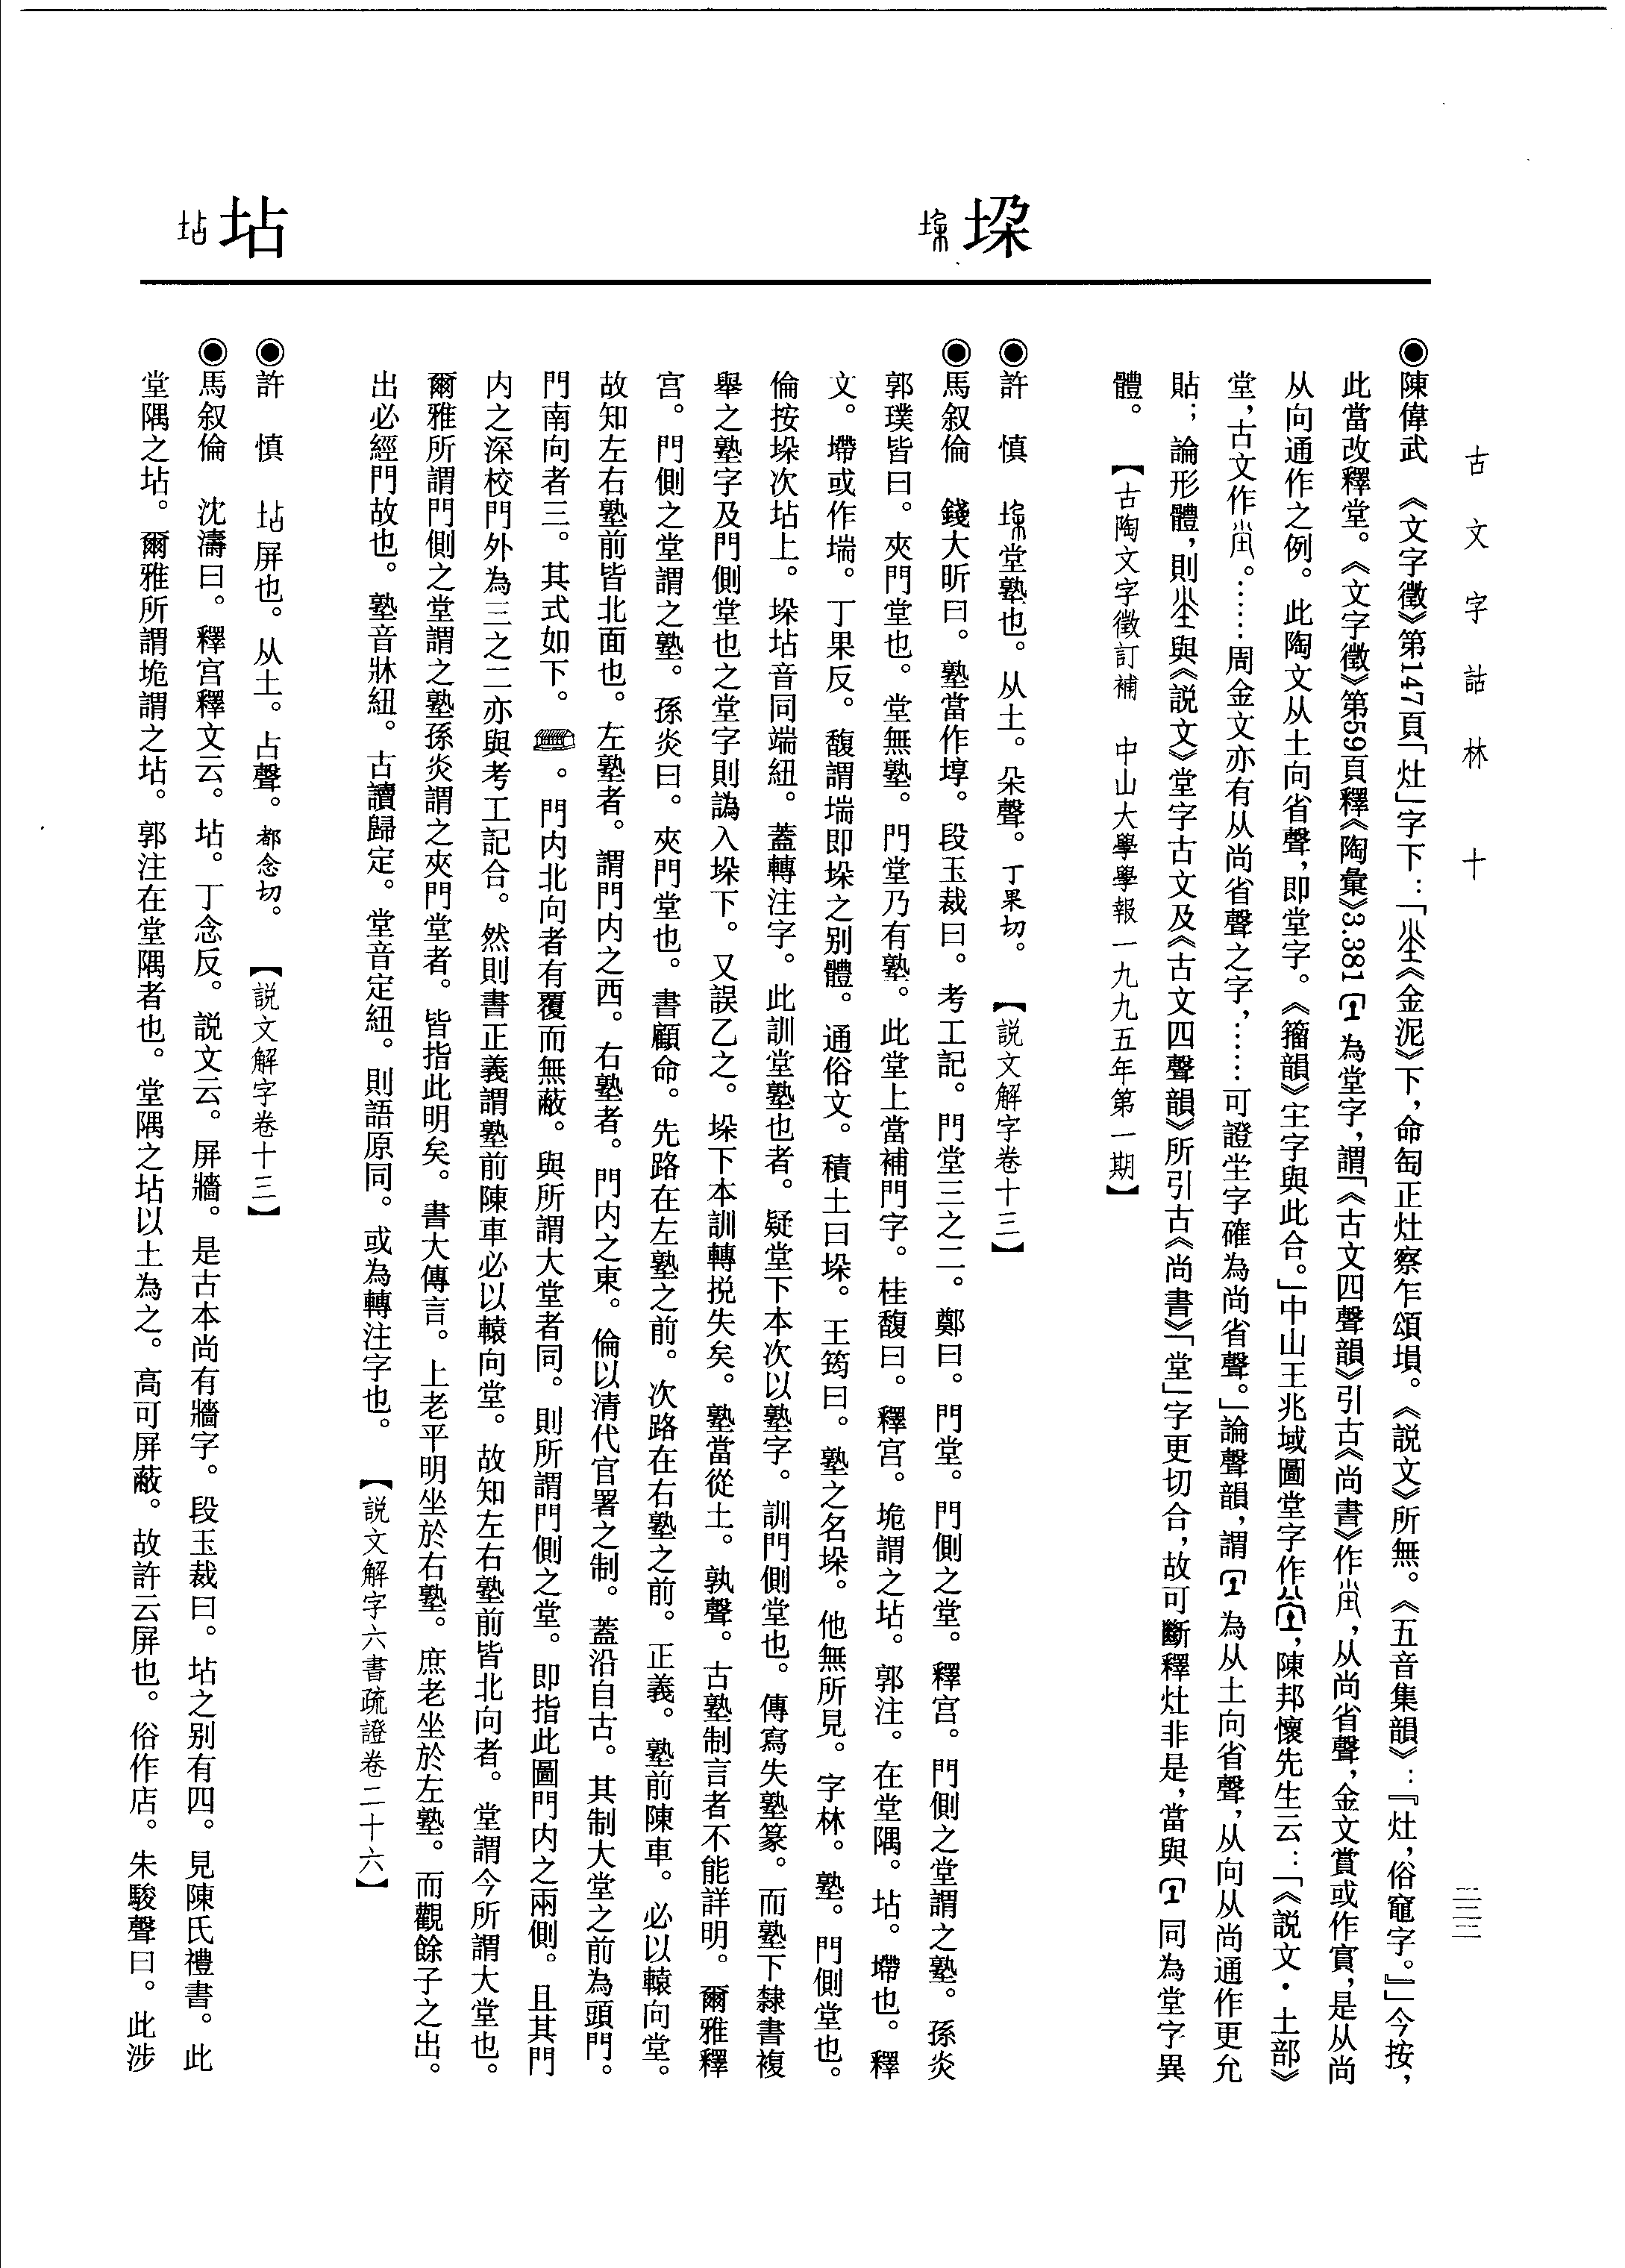 古文字詁林 十
二三二
垛
坫
◉陳偉武 《文字徵》第147頁「灶」字下：「《金泥》下，命匋正灶察乍頌塤。《説文》所無。《五音集韻》：『灶，俗竈字。』」今按，
此當改釋堂。《文字徵》第59頁釋《陶彙》3.381為堂字，謂「《古文四聲韻》引古《尚書》作，从尚省聲，金文賞或作賞，是从尚
从向通作之例。此陶文从土向省聲，即堂字。《籀韻》坣字與此合。」中山王兆域圖堂字作，陳邦懷先生云：「《説文·土部》
堂，古文作。……周金文亦有从尚省聲之字，……可證坣字確為尚省聲。」論聲韻，謂為从土向省聲，从向从尚通作更允
貼；論形體，則與《説文》堂字古文及《古文四聲韻》所引古《尚書》「堂」字更切合，故可斷釋灶非是，當與同為堂字異
體。 【古陶文字徵訂補 中山大學學報一九九五年第一期】
◉許 慎 堂塾也。从土。朵聲。丁果切。 【説文解字卷十三】
◉馬叙倫 錢大昕曰。塾當作埻。段玉裁曰。考工記。門堂三之二。鄭曰。門堂。門側之堂。釋宫。門側之堂謂之塾。孫炎
郭璞皆曰。夾門堂也。堂無塾。門堂乃有塾。此堂上當補門字。桂馥曰。釋宫。垝謂之坫。郭注。在堂隅。坫。㙜也。釋
文。㙜或作㙐。丁果反。馥謂㙐即垛之别體。通俗文。積土曰垛。王筠曰。塾之名垛。他無所見。字林。塾。門側堂也。
倫按垛次坫上。垛坫音同端紐。蓋轉注字。此訓堂塾也者。疑堂下本次以塾字。訓門側堂也。傳寫失塾篆。而塾下隸書複
舉之塾字及門側堂也之堂字則譌入垛下。又誤乙之。垛下本訓轉捝失矣。塾當從土。孰聲。古塾制言者不能詳明。爾雅釋
宫。門側之堂謂之塾。孫炎曰。夾門堂也。書顧命。先路在左塾之前。次路在右塾之前。正義。塾前陳車。必以轅向堂。
故知左右塾前皆北面也。左塾者。謂門内之西。右塾者。門内之東。倫以清代官署之制。蓋沿自古。其制大堂之前為頭門。
門南向者三。其式如下。。門内北向者有覆而無蔽。與所謂大堂者同。則所謂門側之堂。即指此圖門内之兩側。且其門
内之深校門外為三之二亦與考工記合。然則書正義謂塾前陳車必以轅向堂。故知左右塾前皆北向者。堂謂今所謂大堂也。
爾雅所謂門側之堂謂之塾孫炎謂之夾門堂者。皆指此明矣。書大傳言。上老平明坐於右塾。庶老坐於左塾。而觀餘子之出。
出必經門故也。塾音牀紐。古讀歸定。堂音定紐。則語原同。或為轉注字也。 【説文解字六書疏證卷二十六】
◉許 慎 屏也。从土。占聲。都念切。 【説文解字卷十三】
◉馬叙倫 沈濤曰。釋宫釋文云。坫。丁念反。説文云。屏牆。是古本尚有牆字。段玉裁曰。坫之别有四。見陳氏禮書。此
堂隅之坫。爾雅所謂垝謂之坫。郭注在堂隅者也。堂隅之坫以土為之。高可屏蔽。故許云屏也。俗作店。朱駿聲曰。此涉